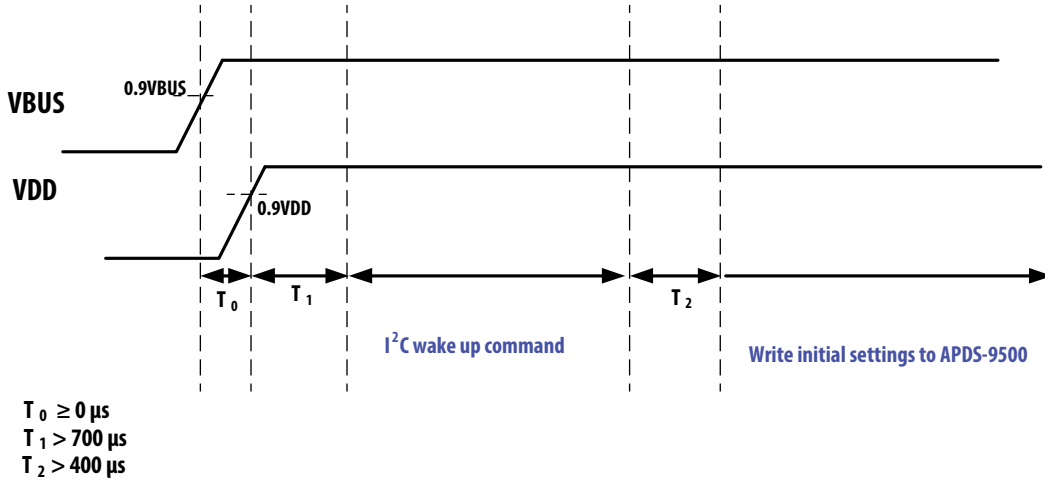 0.9VBUS
VBUS
VDD
0.9VDD
T 0
T 1
T 2
I2C wake up command
Write initial settings to APDS-9500
T 0 ≥ 0 µs
T 1 > 700 µs
T 2 > 400 µs